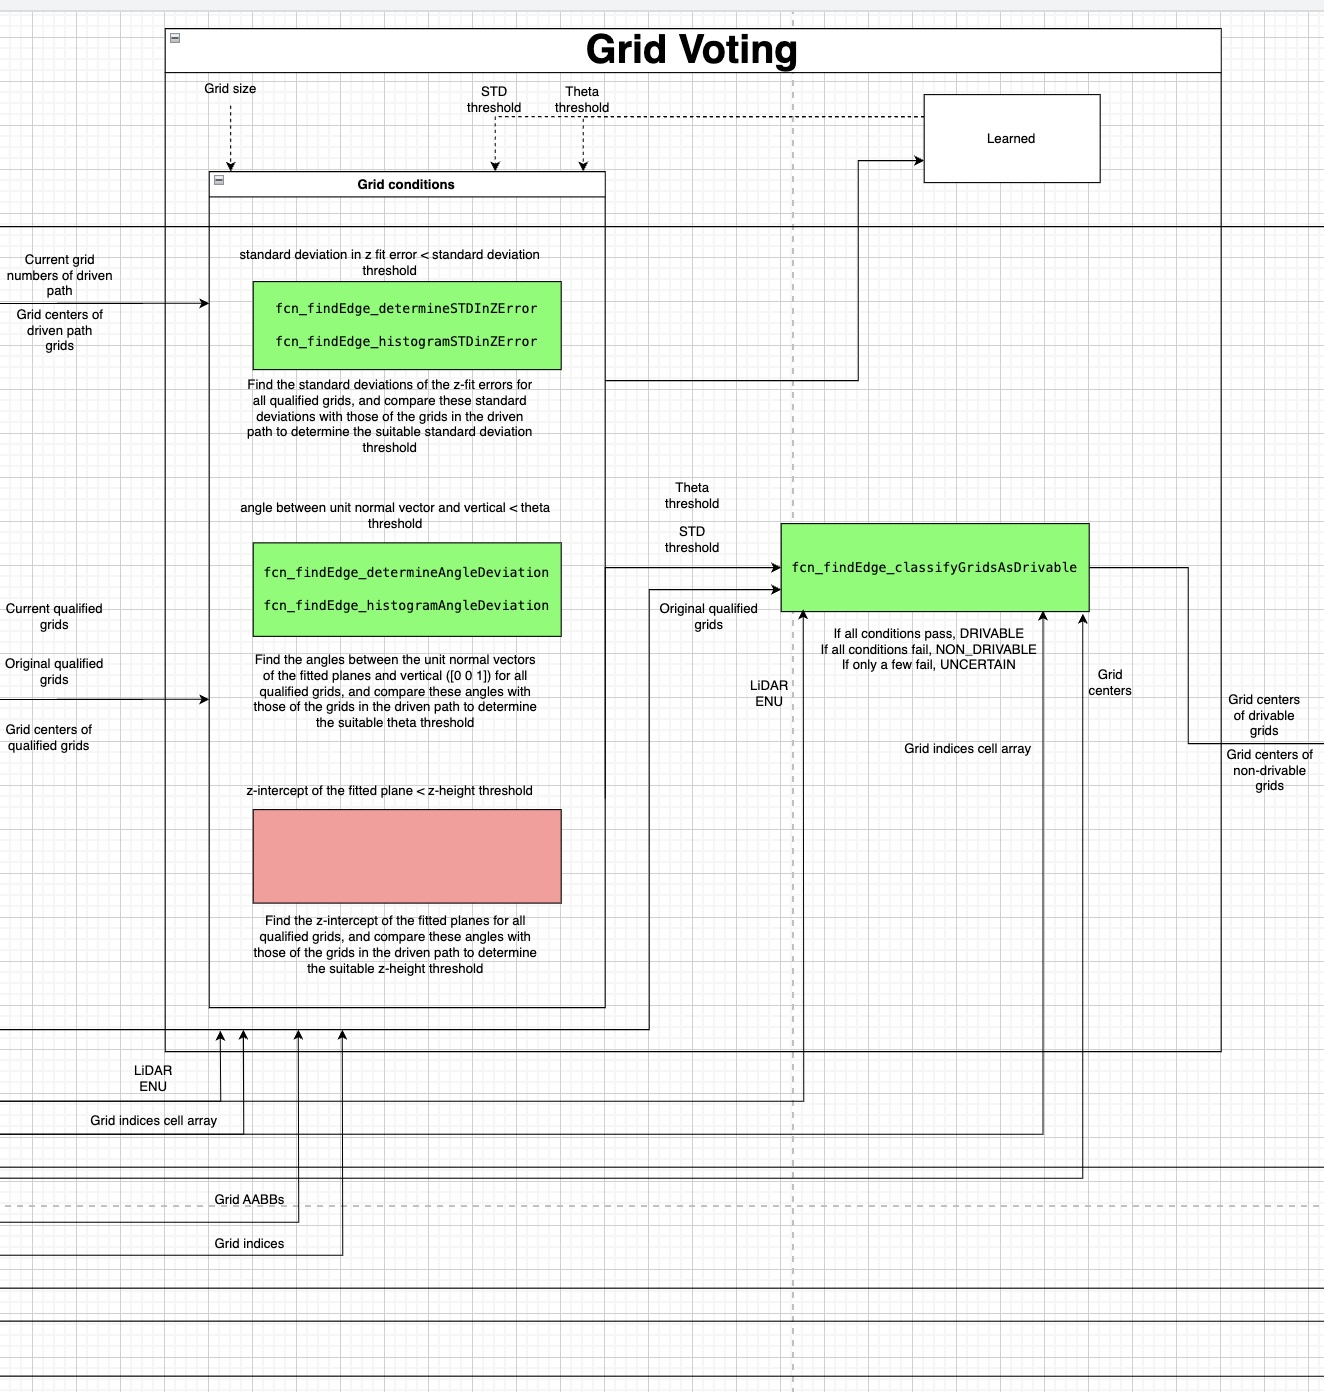 Grid Voting
Grid size
STD
threshold
Theta
threshold
Learned
Grid conditions
Current grid
numbers of driven
path
Grid centers of
driven path
grids
standard deviation in z fit error < standard deviation
threshold
fcn_findEdge_determineSTDInZError
fcn_findEdge_histogramSTDinZError
Find the standard deviations of the z-fit errors for
all qualified grids, and compare these standard
deviations with those of the grids in the driven
path to determine the suitable standard deviation
threshold
angle between unit normal vector and vertical < theta
threshold
fcn_findEdge_determineAngleDeviation
fcn_findEdge_histogramAngleDeviation
Find the angles between the unit normal vectors
of the fitted planes and vertical ([0 0 1]) for all
qualified grids, and compare these angles with
those of the grids in the driven path to determine
the suitable theta threshold
Current qualified
grids
Original qualified
grids
Grid centers of
qualified grids
z-intercept of the fitted plane < z-height threshold
Find the z-intercept of the fitted planes for all
qualified grids, and compare these angles with
those of the grids in the driven path to determine
the suitable z-height threshold
Theta
threshold
STD
threshold
Original qualified
grids
fcn_findEdge_classifyGridsAsDrivable
If all conditions pass, DRIVABLE
If all conditions fail, NON_DRIVABLE
If only a few fail, UNCERTAIN
LiDAR
ENU
Grid
centers
Grid indices cell array
Grid centers
of drivable
grids
Grid centers of
non-drivable
grids
LiDAR
ENU
Grid indices cell array
Grid AABBs
Grid indices